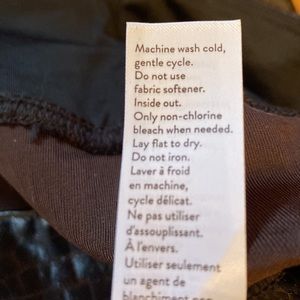 Machine wash cold,
gentle cycle.
Do not use
fabric softener.
Inside out.
Only non-chlorine
bleach when needed.
Lay flat to dry.
Do not iron.
Laver à froid
en machine,
cycle délicat.
Ne pas utiliser
d'assouplissant.
À l'envers.
Utiliser seulement
un agent de
blanchiment